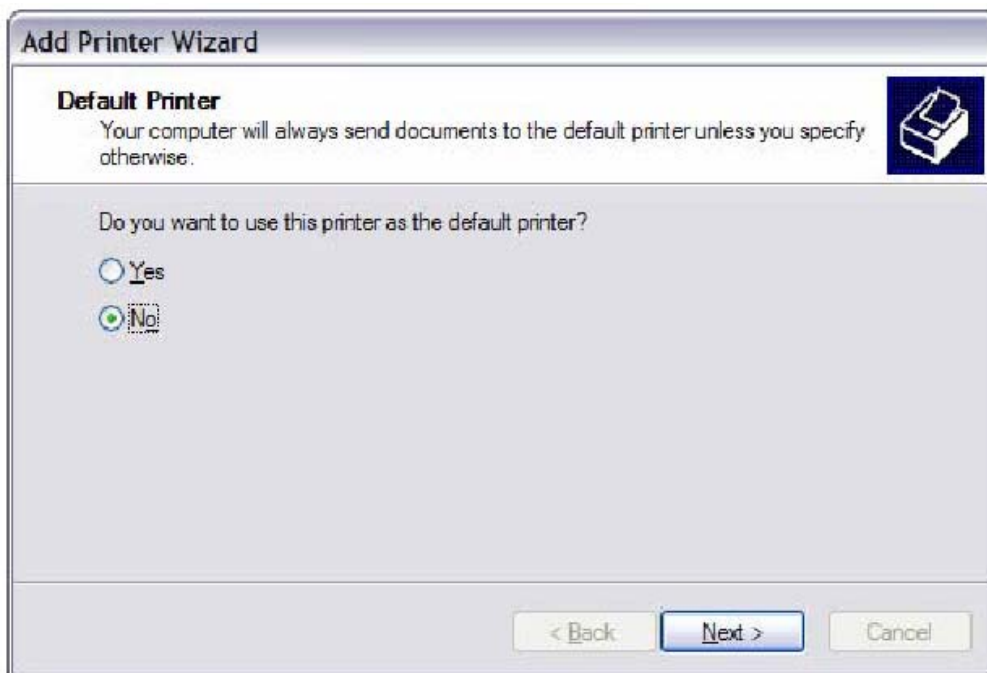 Add Printer Wizard
Default Printer
Your computer will always send documents to the default printer unless you specify
otherwise.
Do you want to use this printer as the default printer?
Yes
No
< Back
Next >
Cancel